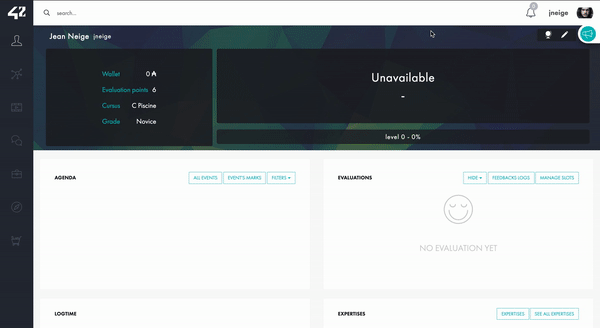 42
search...
0
jneige
Jean Neige jneige
Wallet 0 ₳
Evaluation points 6
Cursus C Piscine
Grade Novice
Unavailable
-
level 0 - 0%
AGENDA
ALL EVENTS EVENT'S MARKS FILTERS
EVALUATIONS
HIDE FEEDBACKS LOGS MANAGE SLOTS
NO EVALUATION YET
LOGTIME
EXPERTISES
EXPERTISES SEE ALL EXPERTISES